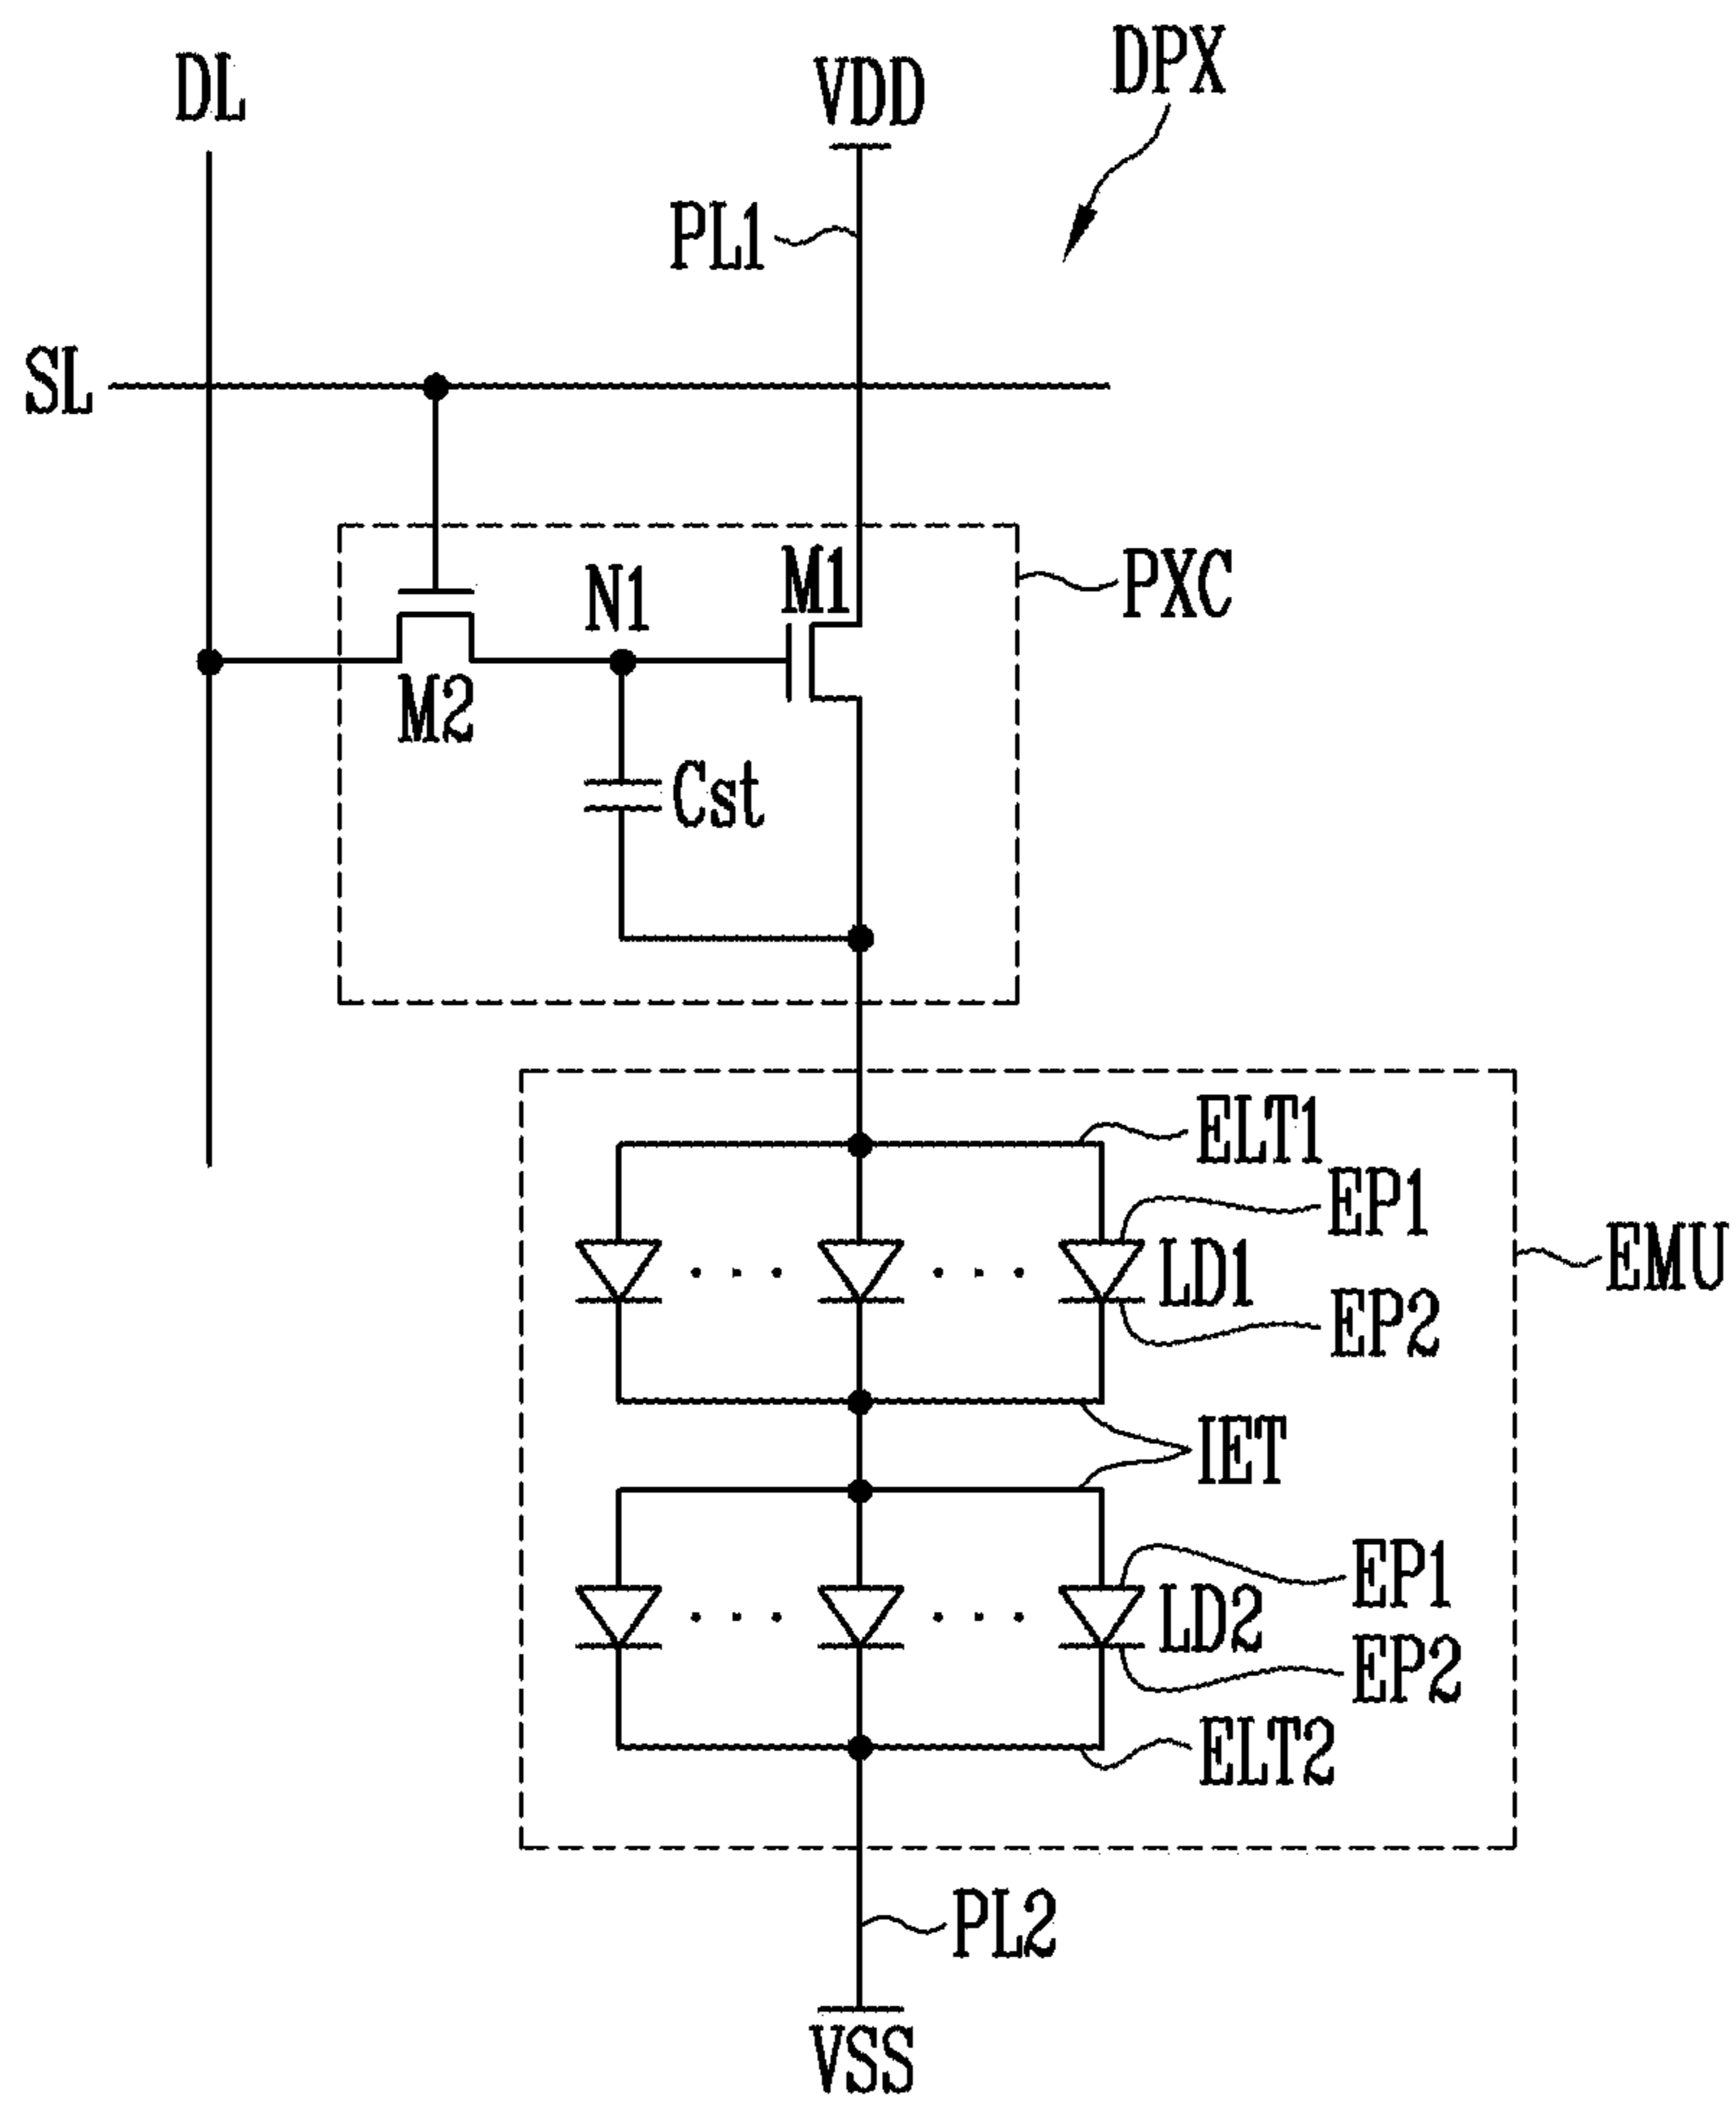 DL
VDD
DPX
PL1
SL
N1
M1
PXC
M2
Cst
ELT1
EP1
LD1
EMU
EP2
IET
EP1
LD2
EP2
ELT2
PL2
VSS